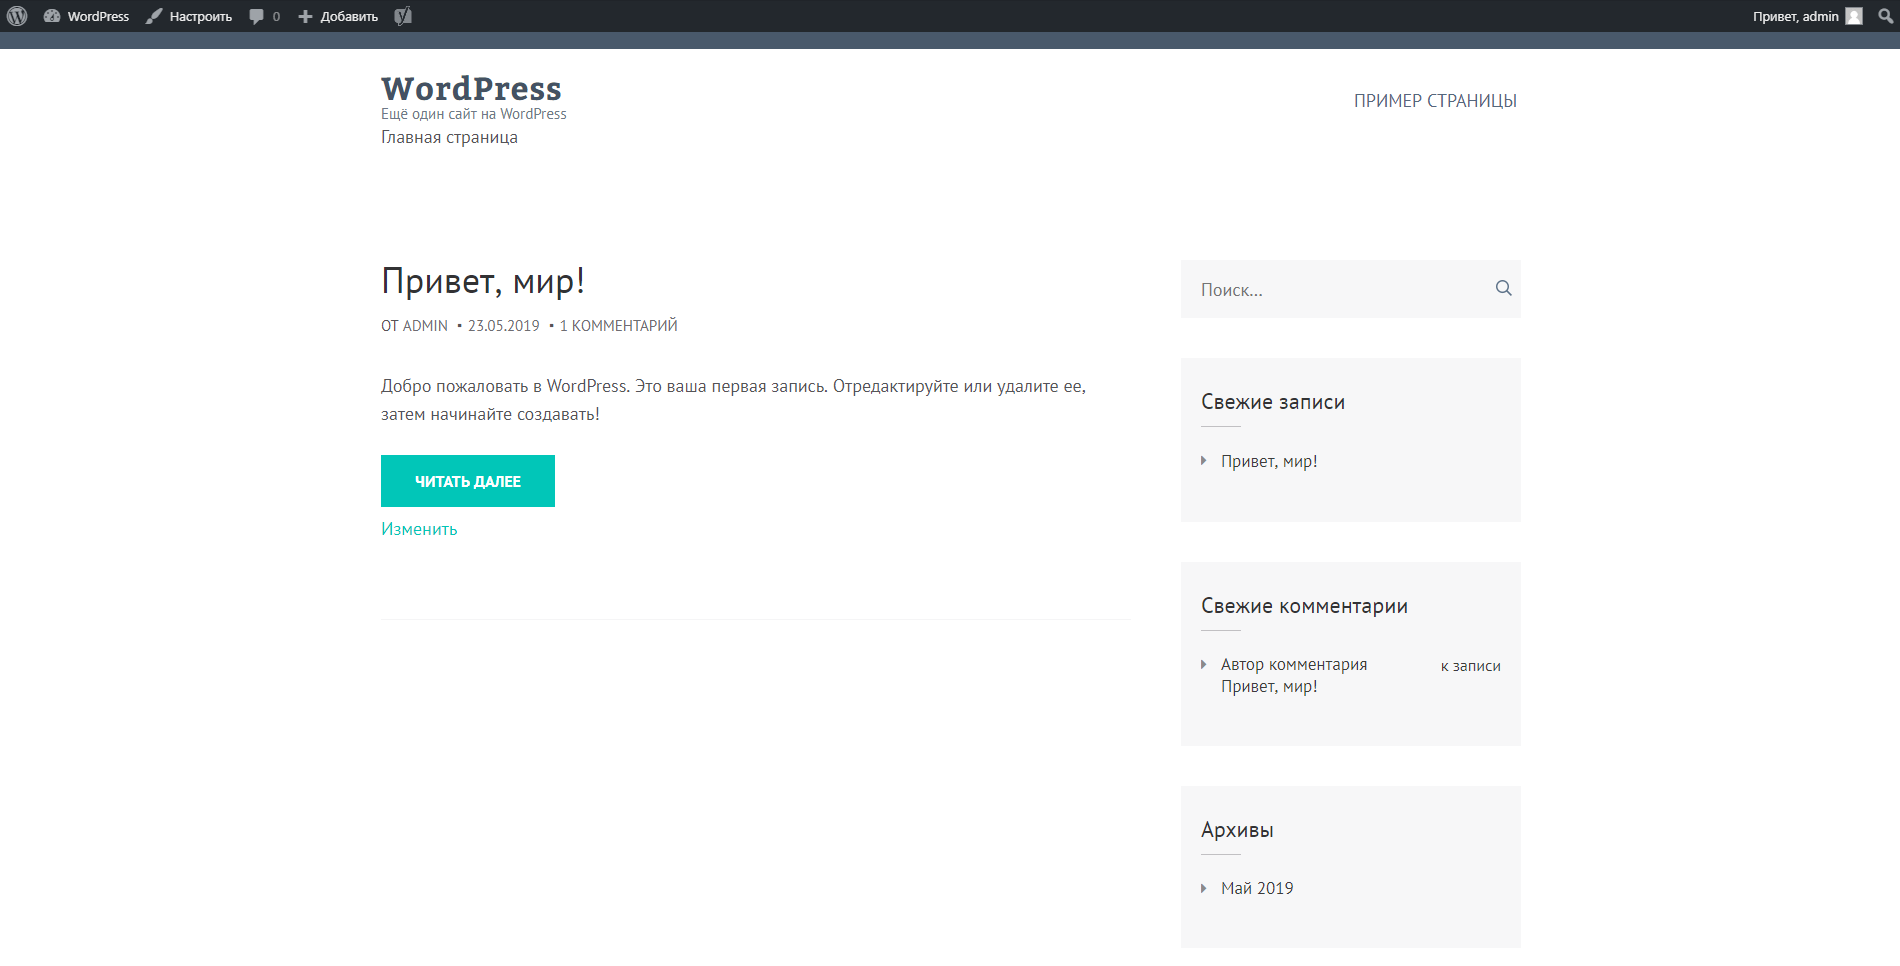 WordPress Настроить 0 Добавить Привет, admin
WordPress
Ещё один сайт на WordPress
Главная страница
ПРИМЕР СТРАНИЦЫ
Привет, мир!
ОТ ADMIN ▪ 23.05.2019 ▪ 1 КОММЕНТАРИЙ
Добро пожаловать в WordPress. Это ваша первая запись. Отредактируйте или удалите ее,
затем начинайте создавать!
ЧИТАТЬ ДАЛЕЕ
Изменить
Поиск...
Свежие записи
Привет, мир!
Свежие комментарии
Автор комментария к записи
Привет, мир!
Архивы
Май 2019